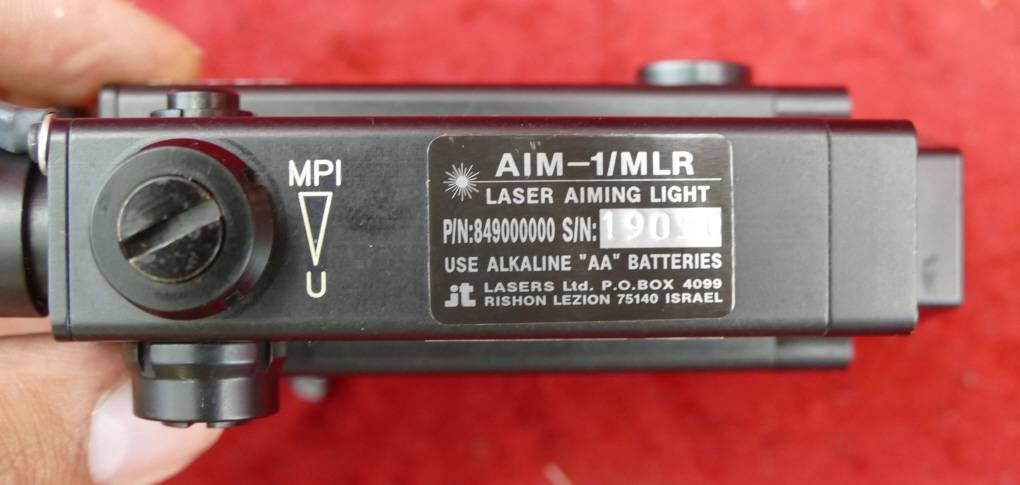 MPI
U
AIM-1/MLR
LASER AIMING LIGHT
P/N:849000000 S/N:
USE ALKALINE "AA" BATTERIES
jt LASERS Ltd. P.O.BOX 4099
RISHON LEZION 75140 ISRAEL